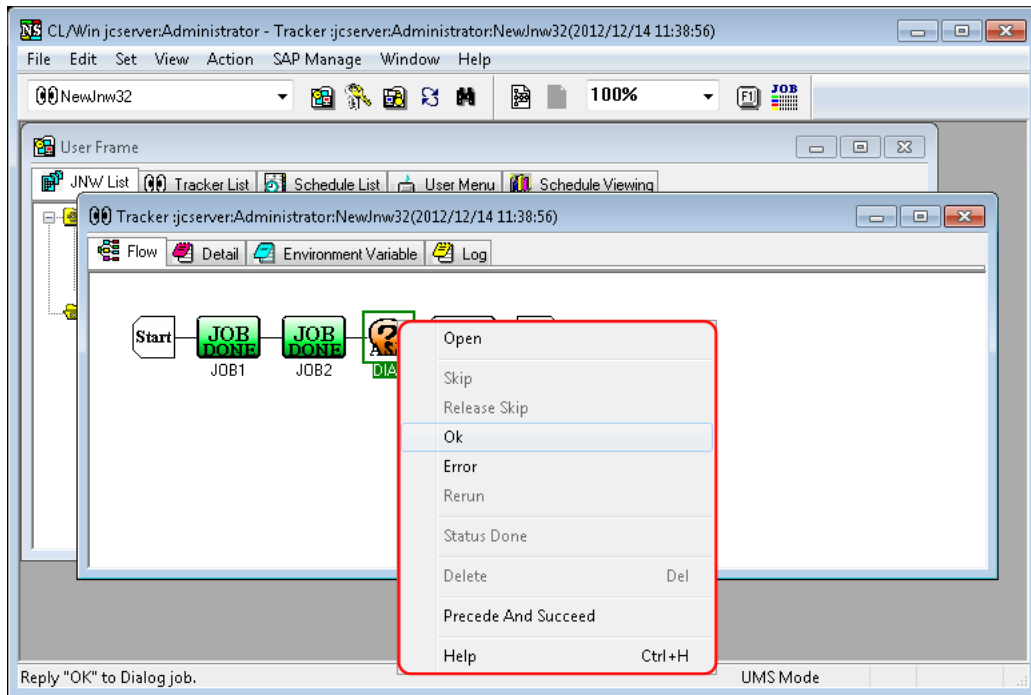 CL/Win jcserver:Administrator - Tracker :jcserver:Administrator:NewJnw32(2012/12/14 11:38:56)
File Edit Set View Action SAP Manage Window Help
NewJnw32 100% F1 JOB
User Frame
JNW List Tracker List Schedule List User Menu Schedule Viewing
Tracker :jcserver:Administrator:NewJnw32(2012/12/14 11:38:56)
Flow Detail Environment Variable Log
Start JOB DONE JOB DONE
JOB1 JOB2 DIA
Open
Skip
Release Skip
Ok
Error
Rerun
Status Done
Delete Del
Precede And Succeed
Help Ctrl+H
Reply "OK" to Dialog job. UMS Mode